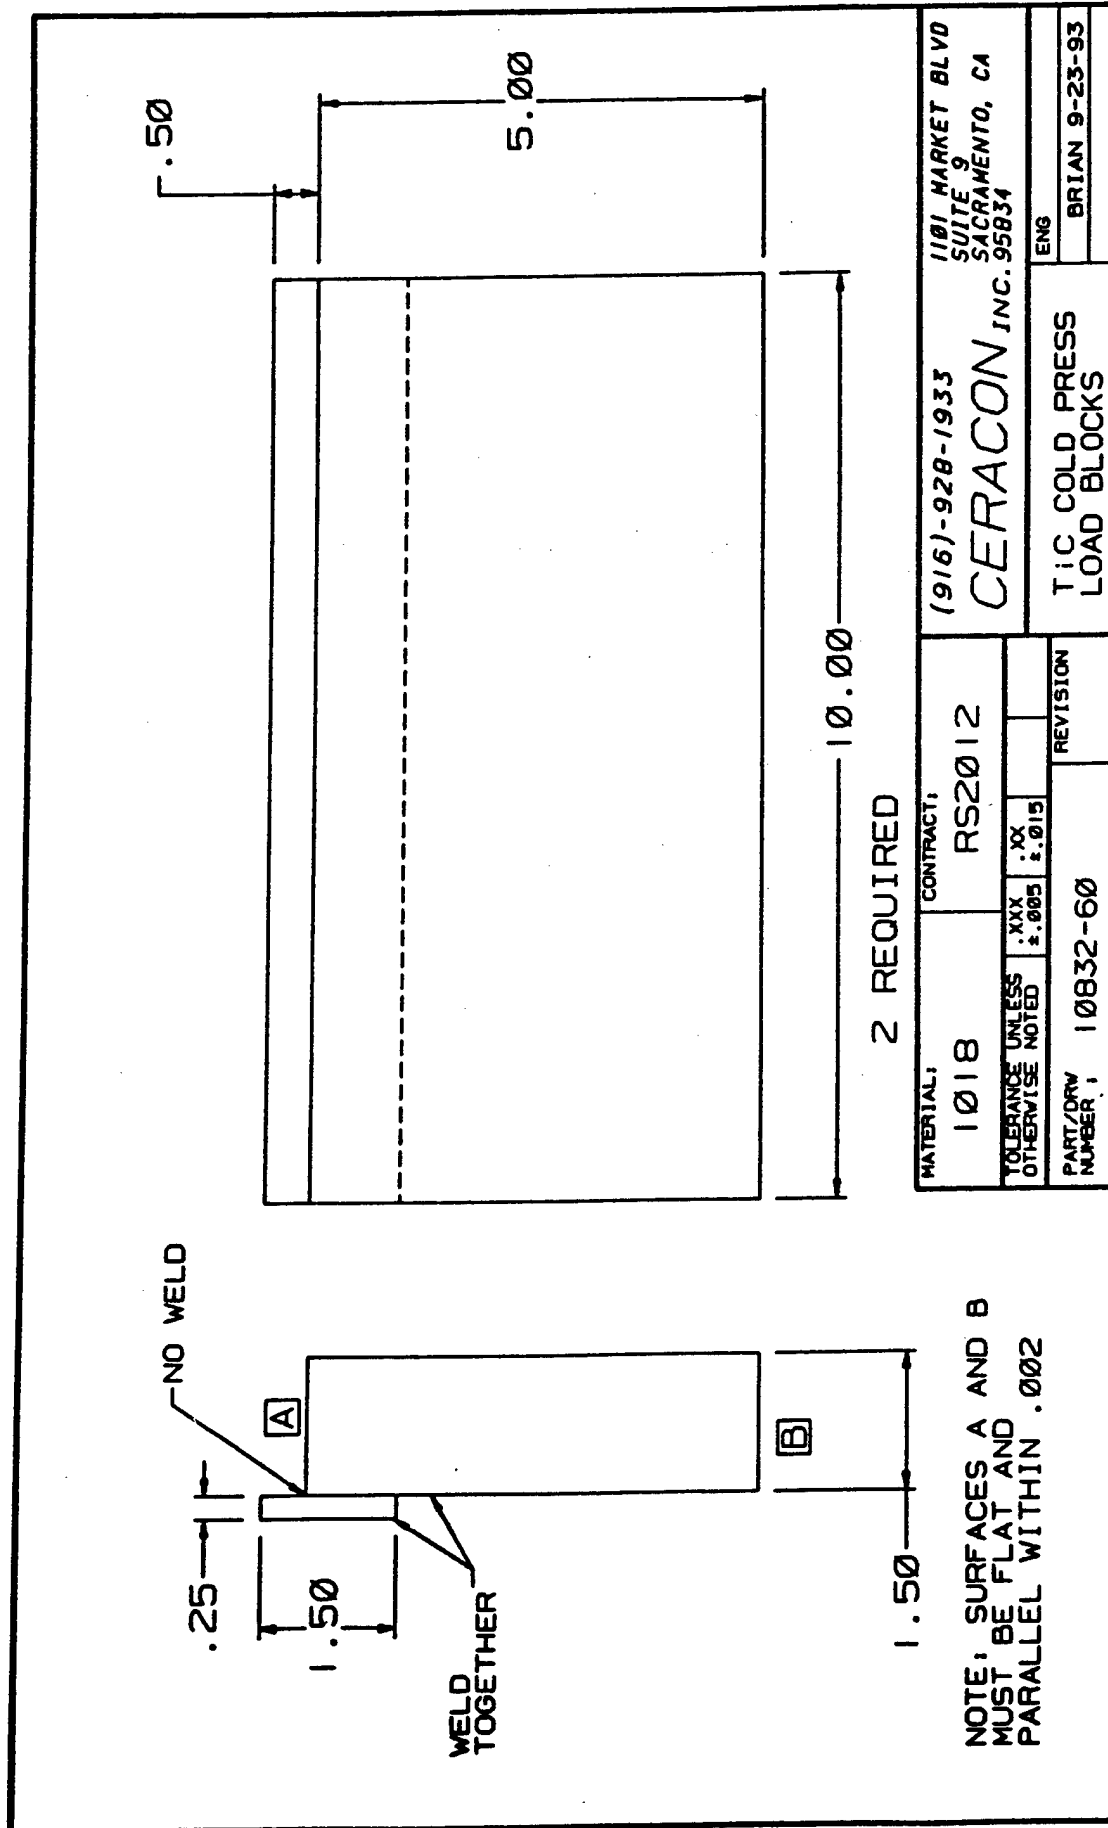 .50
5.00
10.00
2 REQUIRED
NO WELD
A
B
.25
1.50
WELD
TOGETHER
1.50
NOTE: SURFACES A AND B
MUST BE FLAT AND
PARALLEL WITHIN .002
MATERIAL:
1018
CONTRACT:
RS2012
TOLERANCE UNLESS
OTHERWISE NOTED
.XXX
±.005
.XX
±.015
PART/DRW
NUMBER:
10832-60
REVISION
(916)-928-1933
1101 MARKET BLVD
SUITE 9
SACRAMENTO, CA
95834
CERACON INC.
TiC COLD PRESS
LOAD BLOCKS
ENG
BRIAN 9-23-93